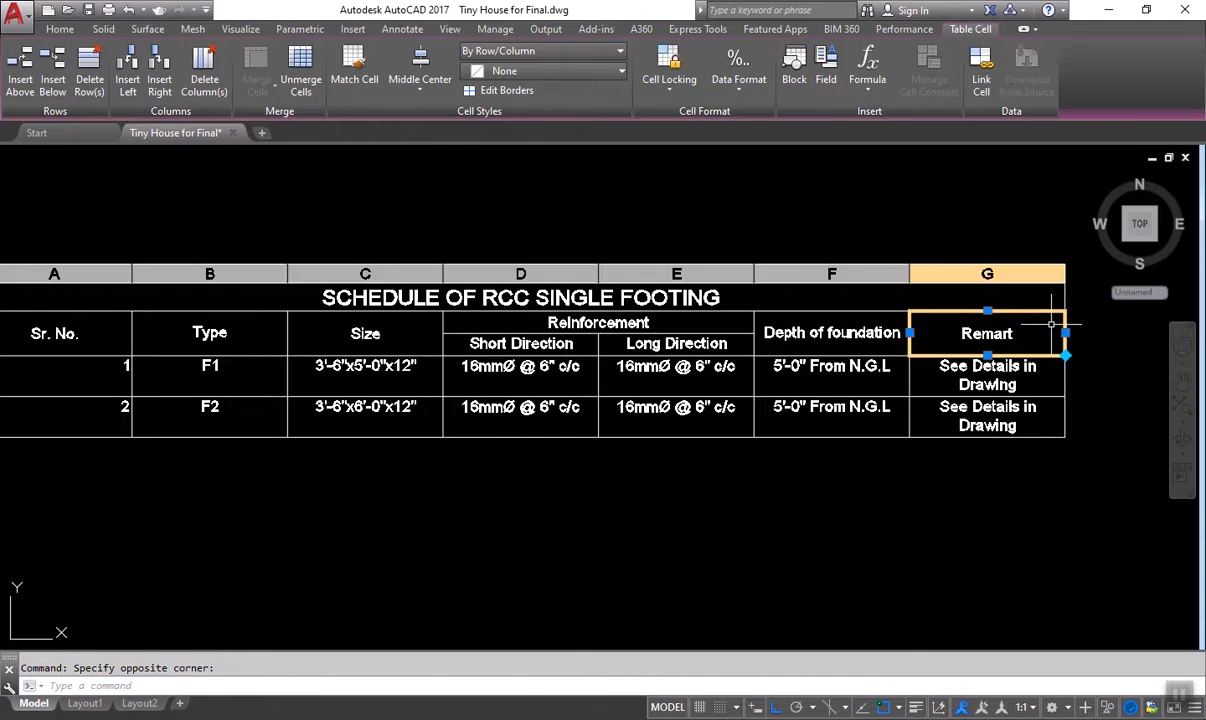 Autodesk AutoCAD 2017 Tiny House for Final.dwg
Type a keyword or phrase
Sign In
Home Solid Surface Mesh Visualize Parametric Insert Annotate View Manage Output Add-ins A360 Express Tools Featured Apps BIM 360 Performance Table Cell
Insert Above
Insert Below
Delete Row(s)
Insert Left
Insert Right
Delete Column(s)
Merge Cells
Unmerge Cells
Match Cell
Middle Center
By Row/Column
None
Edit Borders
Cell Locking
%..
Data Format
Block
Field
fx
Formula
Manage Cell Contents
Link Cell
Download from Source
Rows Columns Merge Cell Styles Cell Format Insert Data
Start Tiny House for Final*
N
W TOP E
S
Unnamed
A B C D E F G
SCHEDULE OF RCC SINGLE FOOTING
Sr. No. Type Size Reinforcement Depth of foundation Remart
Short Direction Long Direction
1 F1 3'-6"x5'-0"x12" 16mmØ @ 6" c/c 16mmØ @ 6" c/c 5'-0" From N.G.L See Details in
Drawing
2 F2 3'-6"x6'-0"x12" 16mmØ @ 6" c/c 16mmØ @ 6" c/c 5'-0" From N.G.L See Details in
Drawing
Y
X
Command: Specify opposite corner:
Type a command
Model Layout1 Layout2 +
MODEL
1:1